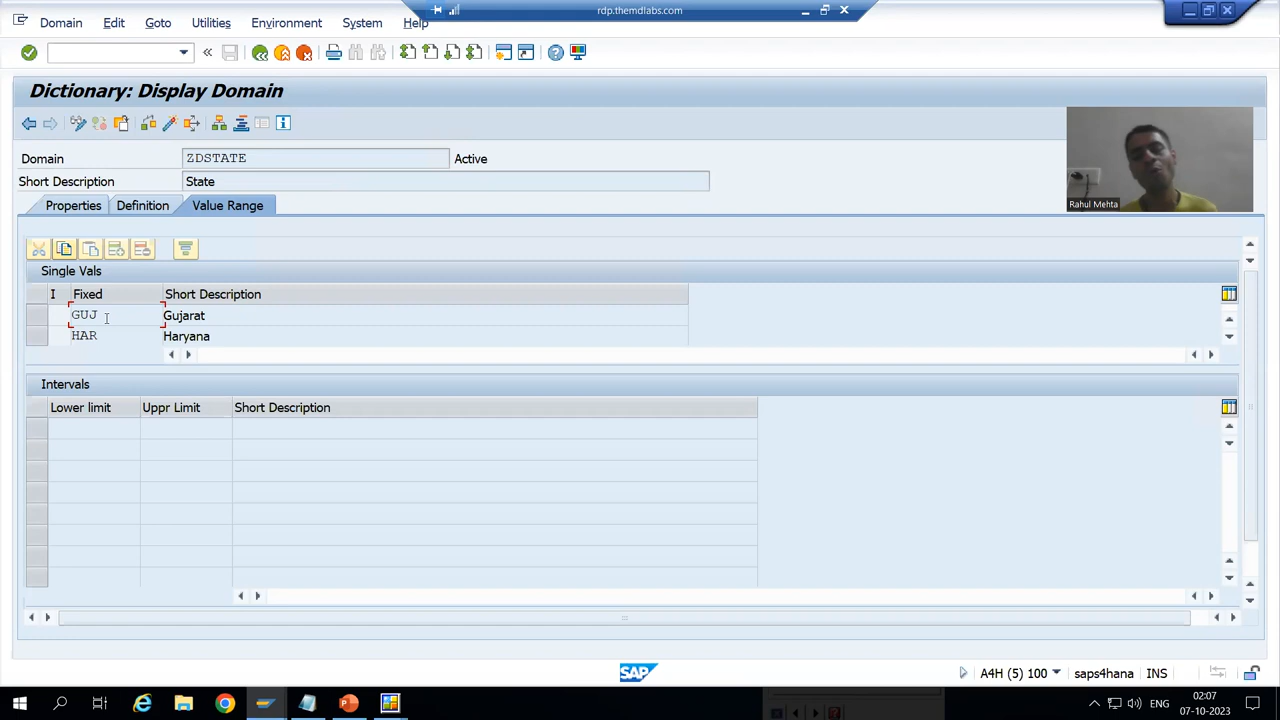 rdp.themdlabs.com
Domain Edit Goto Utilities Environment System Help
Dictionary: Display Domain
Domain ZDSTATE Active
Short Description State
Properties Definition Value Range
Rahul Mehta
Single Vals
I Fixed Short Description
GUJ Gujarat
HAR Haryana
Intervals
Lower limit Uppr Limit Short Description
SAP A4H (5) 100 saps4hana INS
ENG 02:07
07-10-2023